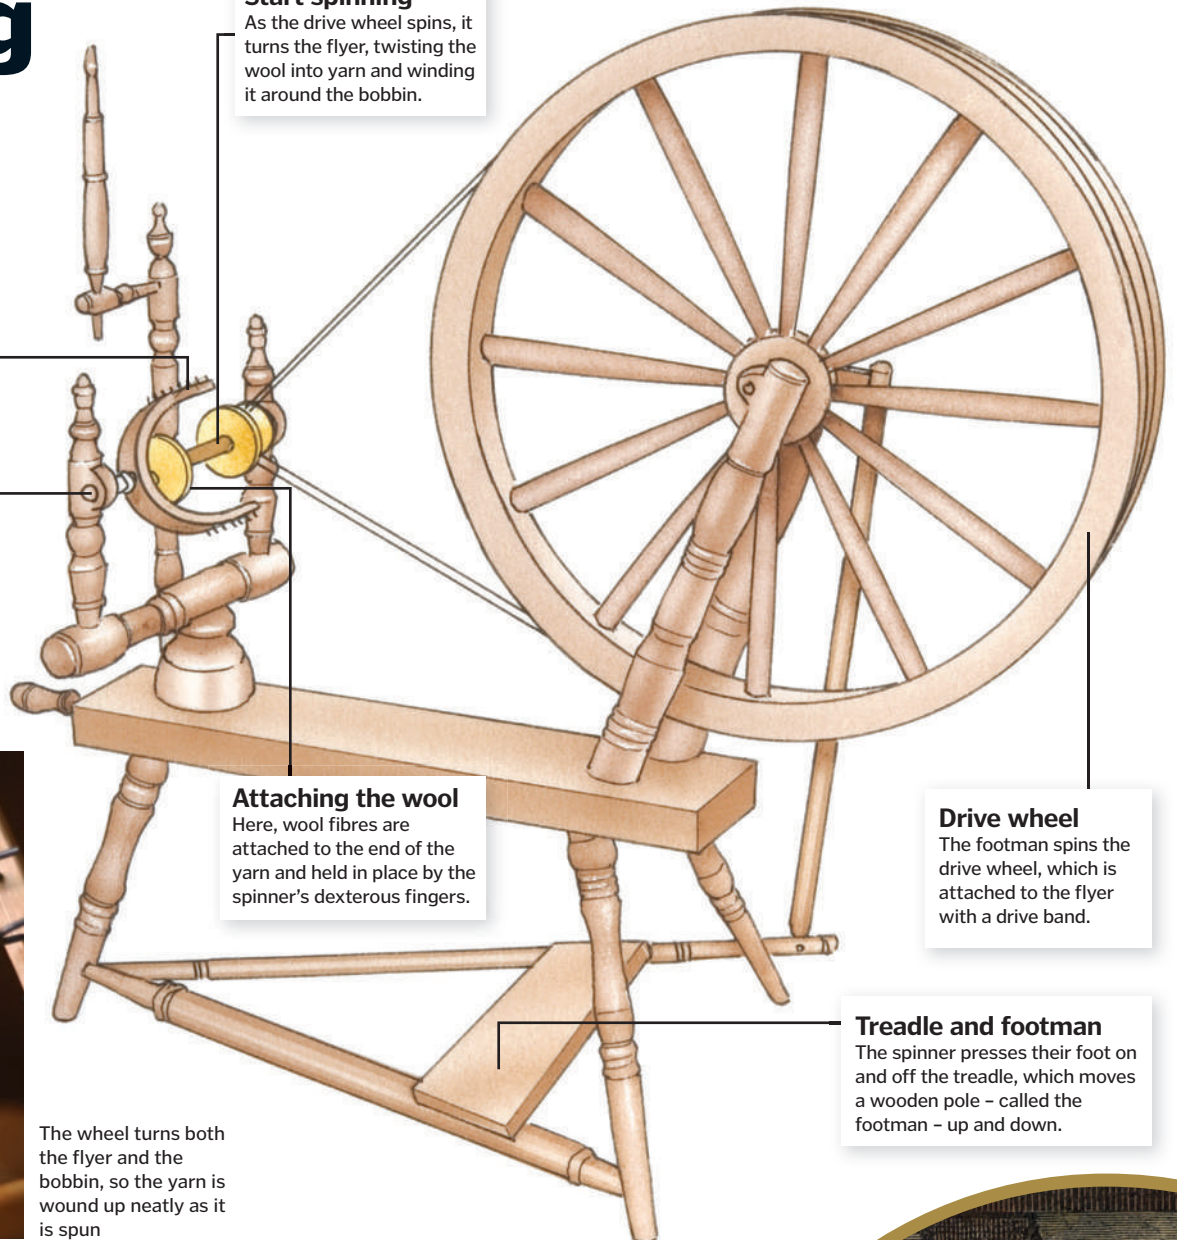 g
Start spinning
As the drive wheel spins, it
turns the flyer, twisting the
wool into yarn and winding
it around the bobbin.
Attaching the wool
Here, wool fibres are
attached to the end of the
yarn and held in place by the
spinner's dexterous fingers.
Drive wheel
The footman spins the
drive wheel, which is
attached to the flyer
with a drive band.
Treadle and footman
The spinner presses their foot on
and off the treadle, which moves
a wooden pole – called the
footman – up and down.
The wheel turns both
the flyer and the
bobbin, so the yarn is
wound up neatly as it
is spun